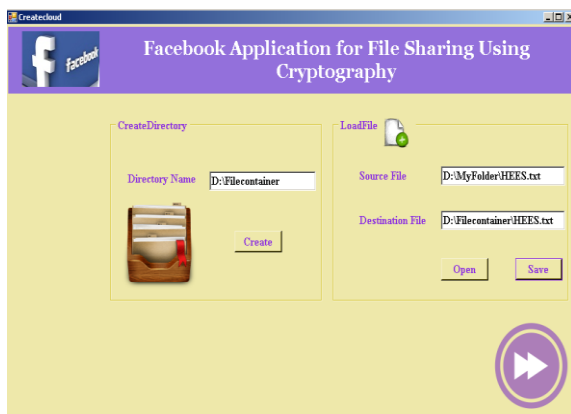 Createcloud
facebook
Facebook Application for File Sharing Using
Cryptography
CreateDirectory
Directory Name D:\Filecontainer
Create
LoadFile
Source File D:\MyFolder\HEES.txt
Destination File D:\Filecontainer\HEES.txt
Open Save